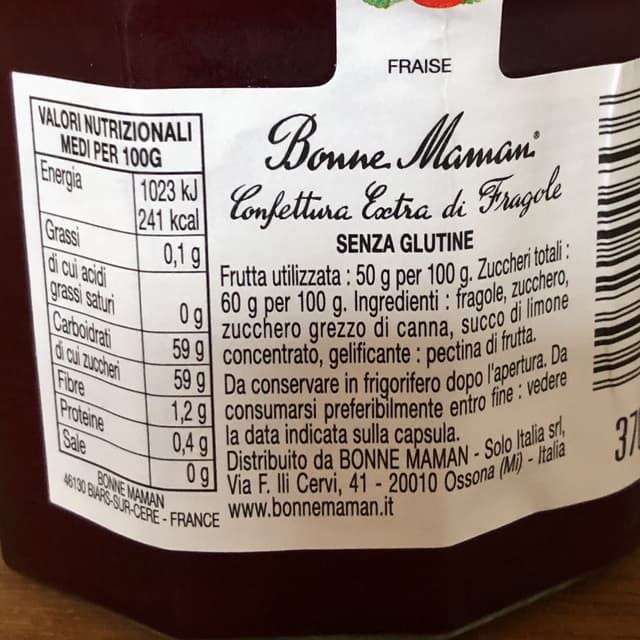 FRAISE
VALORI NUTRIZIONALI
MEDI PER 100G
Energia 1023 kJ
241 kcal
Grassi 0,1 g
di cui acidi
grassi saturi 0 g
Carboidrati 59 g
di cui zuccheri 59 g
Fibre 1,2 g
Proteine 0,4 g
Sale 0 g
BONNE MAMAN
46130 BIARS-SUR-CERE - FRANCE
Bonne Maman®
Confettura Extra di Fragole
SENZA GLUTINE
Frutta utilizzata : 50 g per 100 g. Zuccheri totali :
60 g per 100 g. Ingredienti : fragole, zucchero,
zucchero grezzo di canna, succo di limone
concentrato, gelificante : pectina di frutta.
Da conservare in frigorifero dopo l'apertura. Da
consumarsi preferibilmente entro fine : vedere
la data indicata sulla capsula.
Distribuito da BONNE MAMAN - Solo Italia srl,
Via F. lli Cervi, 41 - 20010 Ossona (Mi) - Italia
www.bonnemaman.it